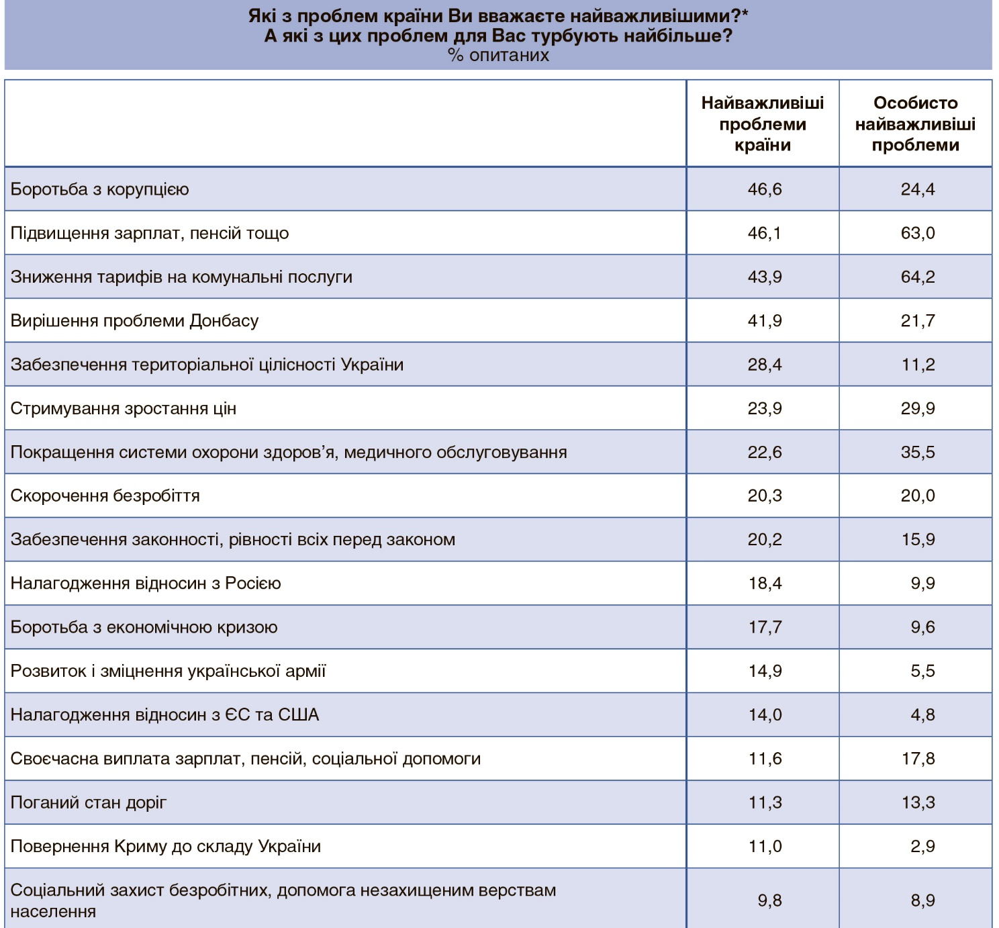 Які з проблем країни Ви вважаєте найважливішими?*
А які з цих проблем для Вас турбують найбільше?
% опитаних
Найважливіші проблеми країни Особисто найважливіші проблеми
Боротьба з корупцією 46,6 24,4
Підвищення зарплат, пенсій тощо 46,1 63,0
Зниження тарифів на комунальні послуги 43,9 64,2
Вирішення проблеми Донбасу 41,9 21,7
Забезпечення територіальної цілісності України 28,4 11,2
Стримування зростання цін 23,9 29,9
Покращення системи охорони здоров’я, медичного обслуговування 22,6 35,5
Скорочення безробіття 20,3 20,0
Забезпечення законності, рівності всіх перед законом 20,2 15,9
Налагодження відносин з Росією 18,4 9,9
Боротьба з економічною кризою 17,7 9,6
Розвиток і зміцнення української армії 14,9 5,5
Налагодження відносин з ЄС та США 14,0 4,8
Своєчасна виплата зарплат, пенсій, соціальної допомоги 11,6 17,8
Поганий стан доріг 11,3 13,3
Повернення Криму до складу України 11,0 2,9
Соціальний захист безробітних, допомога незахищеним верствам
населення 9,8 8,9